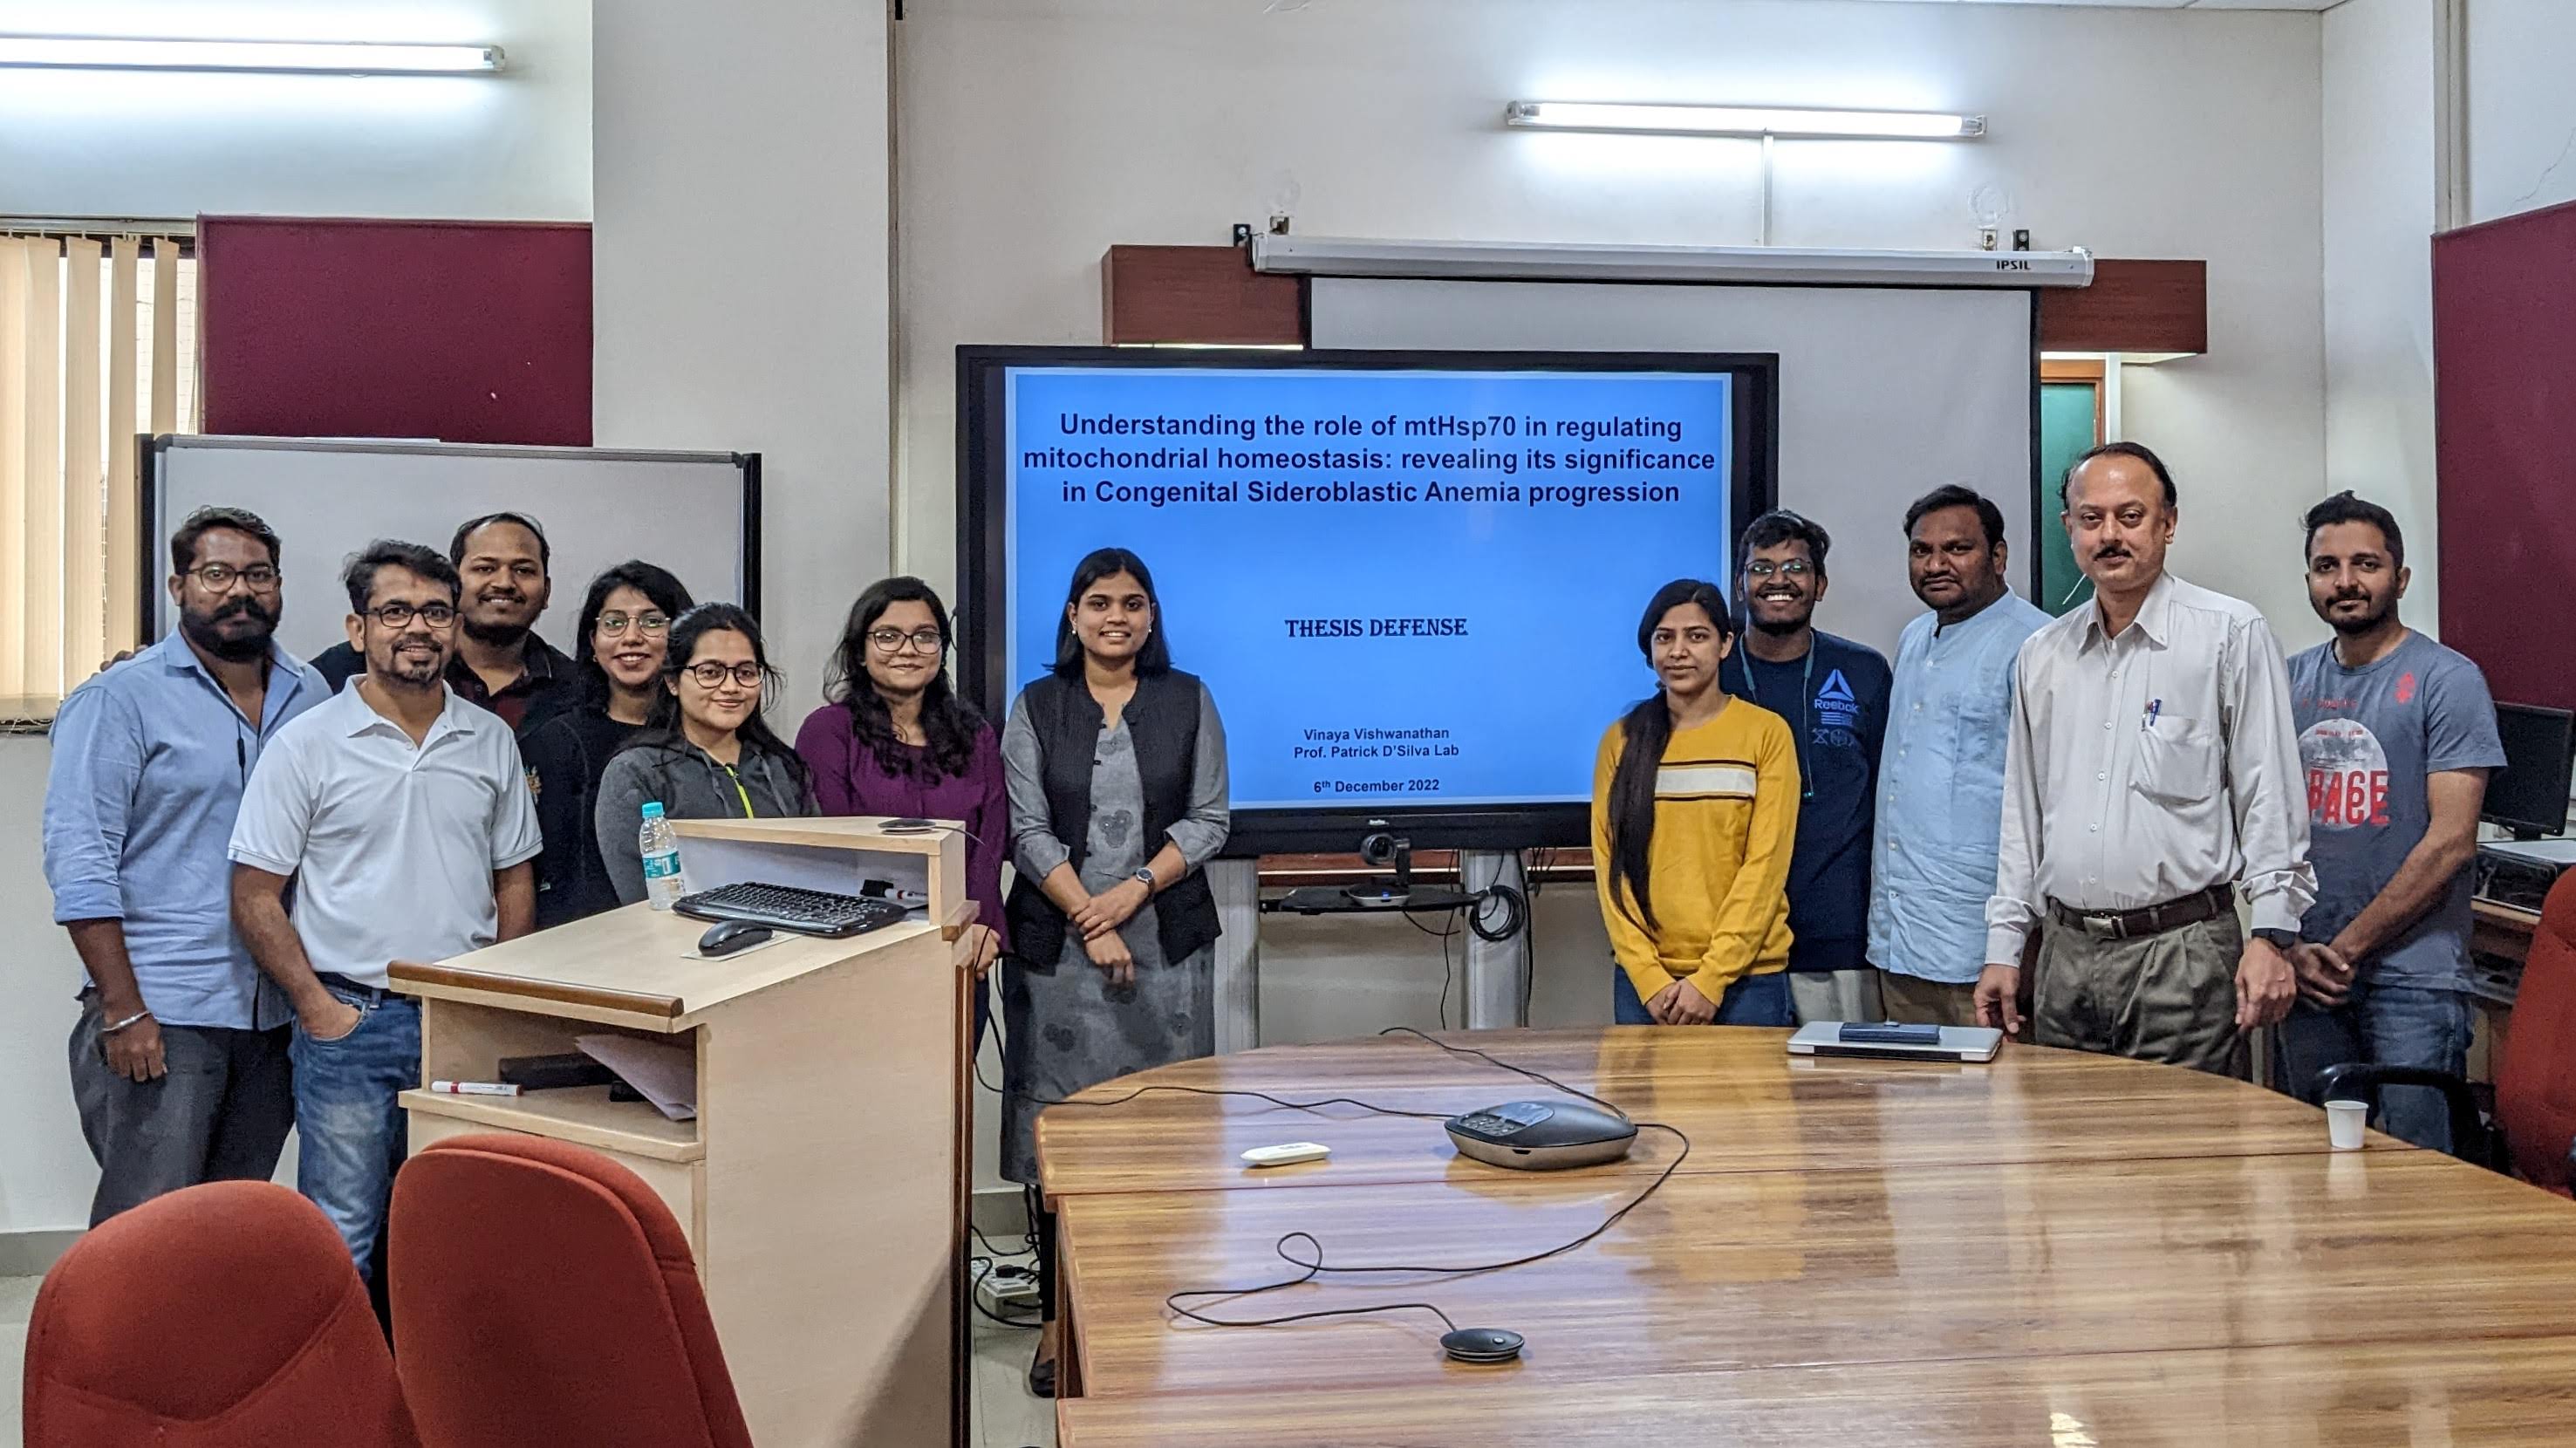 IPSIL
Understanding the role of mtHsp70 in regulating
mitochondrial homeostasis: revealing its significance
in Congenital Sideroblastic Anemia progression
THESIS DEFENSE
Vinaya Vishwanathan
Prof. Patrick D'Silva Lab
6th December 2022
Reebok